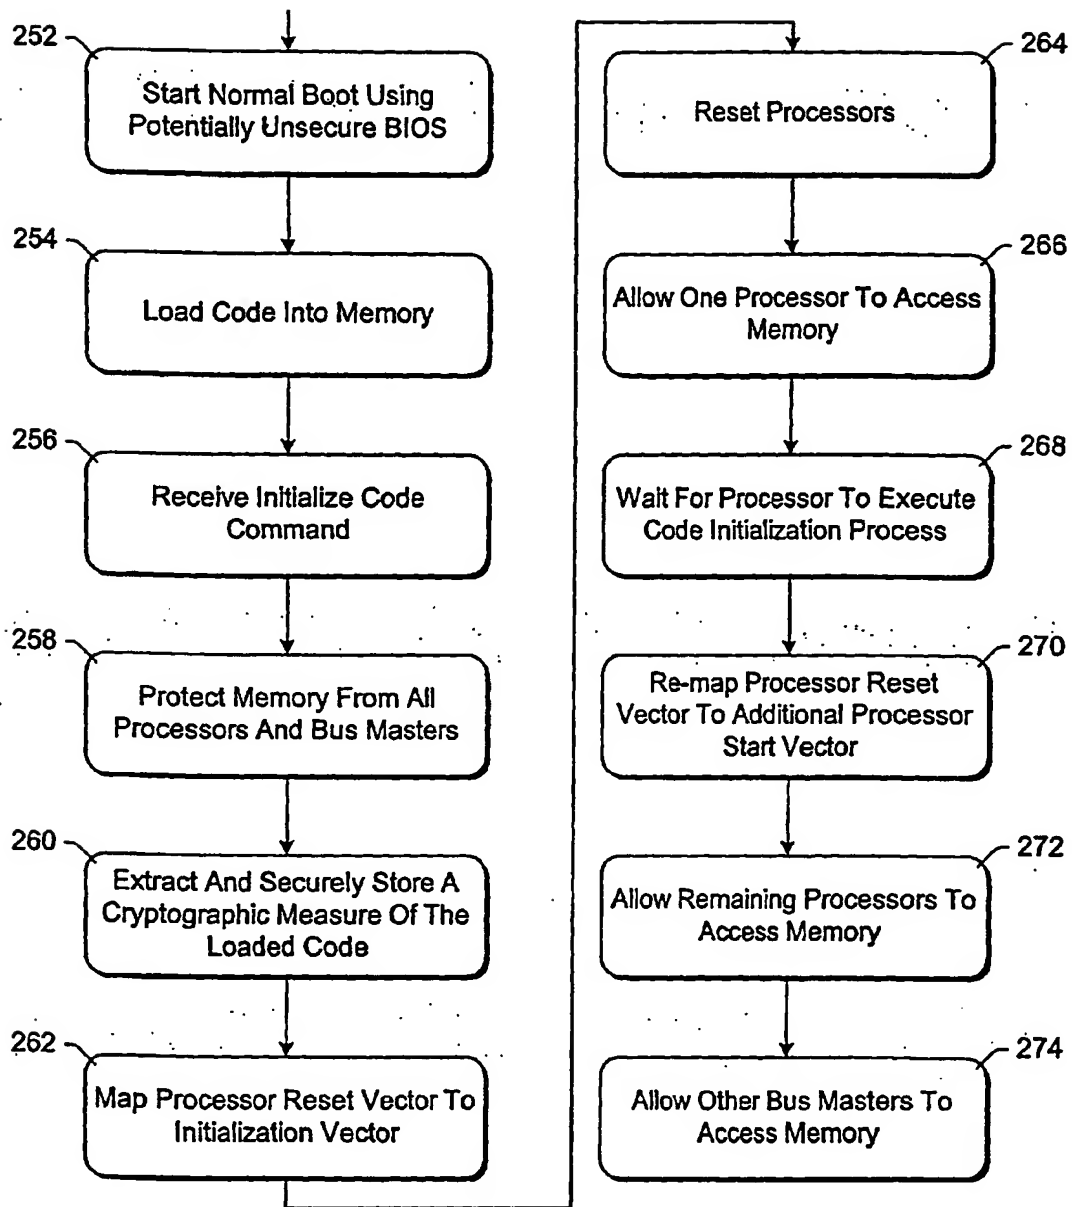 252
Start Normal Boot Using
Potentially Unsecure BIOS
254
Load Code Into Memory
256
Receive Initialize Code
Command
258
Protect Memory From All
Processors And Bus Masters
260
Extract And Securely Store A
Cryptographic Measure Of The
Loaded Code
262
Map Processor Reset Vector To
Initialization Vector
264
Reset Processors
266
Allow One Processor To Access
Memory
268
Wait For Processor To Execute
Code Initialization Process
270
Re-map Processor Reset
Vector To Additional Processor
Start Vector
272
Allow Remaining Processors To
Access Memory
274
Allow Other Bus Masters To
Access Memory